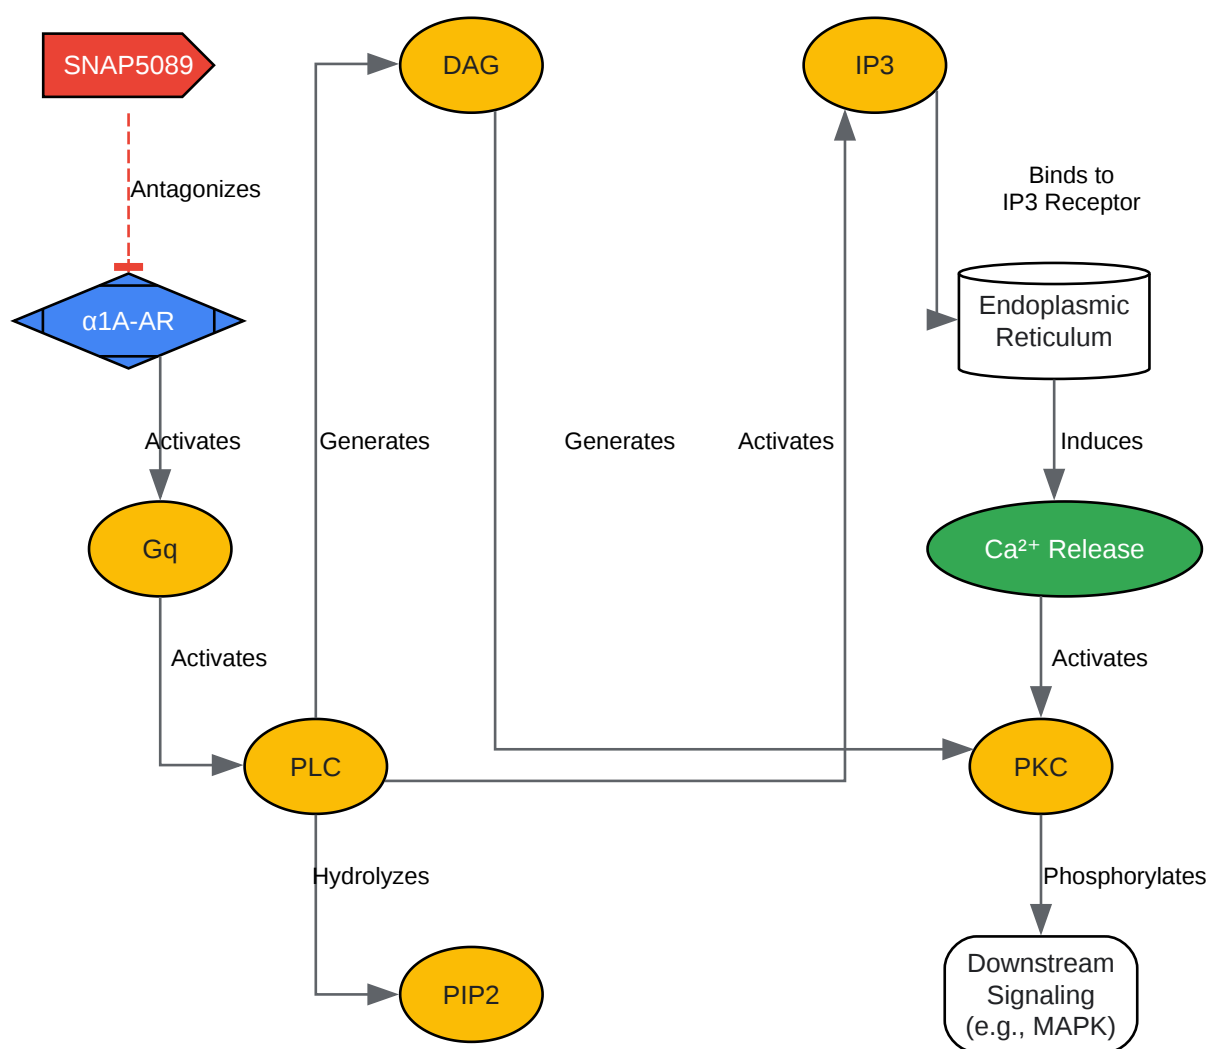 SNAP5089
DAG
IP3
Antagonizes
Binds to
IP3 Receptor
α1A-AR
Endoplasmic
Reticulum
Activates
Generates
Generates
Activates
Induces
Gq
Ca²⁺ Release
Activates
Activates
PLC
PKC
Hydrolyzes
Phosphorylates
PIP2
Downstream
Signaling
(e.g., MAPK)